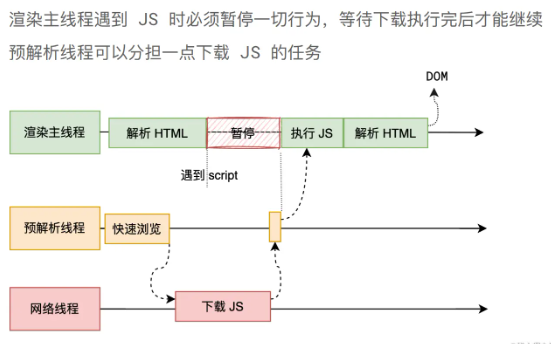 渲染主线程遇到 JS 时必须暂停一切行为，等待下载执行完后才能继续
预解析线程可以分担一点下载 JS 的任务
DOM
渲染主线程 解析 HTML 暂停 执行 JS 解析 HTML
遇到 script
预解析线程 快速浏览
网络线程 下载 JS